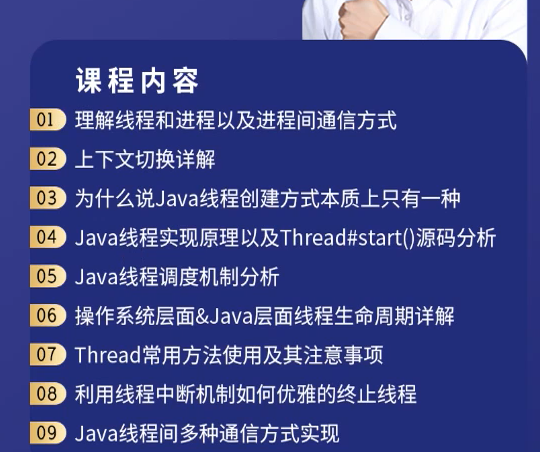 课程内容
01 理解线程和进程以及进程间通信方式
02 上下文切换详解
03 为什么说Java线程创建方式本质上只有一种
04 Java线程实现原理以及Thread#start()源码分析
05 Java线程调度机制分析
06 操作系统层面&Java层面线程生命周期详解
07 Thread常用方法使用及其注意事项
08 利用线程中断机制如何优雅的终止线程
09 Java线程间多种通信方式实现